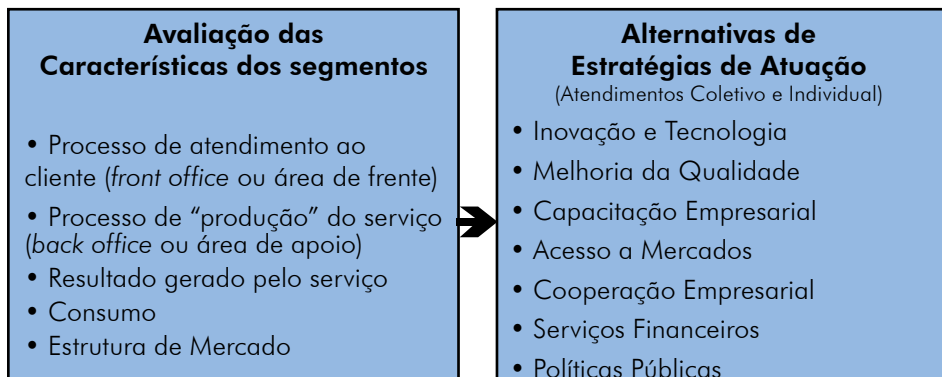 Avaliação das
Características dos segmentos
• Processo de atendimento ao
cliente (front office ou área de frente)
• Processo de “produção” do serviço
(back office ou área de apoio)
• Resultado gerado pelo serviço
• Consumo
• Estrutura de Mercado
Alternativas de
Estratégias de Atuação
(Atendimentos Coletivo e Individual)
• Inovação e Tecnologia
• Melhoria da Qualidade
• Capacitação Empresarial
• Acesso a Mercados
• Cooperação Empresarial
• Serviços Financeiros
• Políticas Públicas